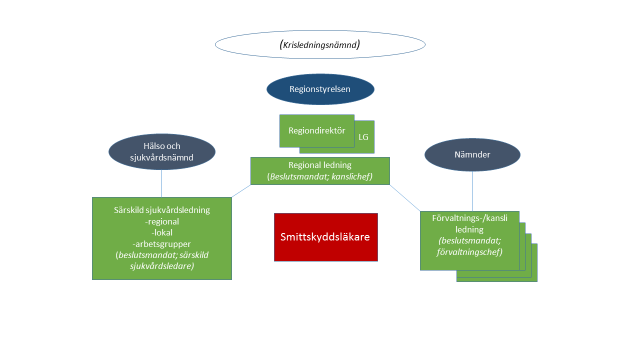 (Krisledningsnämnd)
Regionstyrelsen
Regiondirektör
LG
Hälso och
sjukvårdsnämnd
Nämnder
Regional ledning
(Beslutsmandat; kanslichef)
Särskild sjukvårdsledning
-regional
-lokal
-arbetsgrupper
(beslutsmandat; särskild
sjukvårdsledare)
Smittskyddsläkare
Förvaltnings-/kansli
ledning
(beslutsmandat;
förvaltningschef)